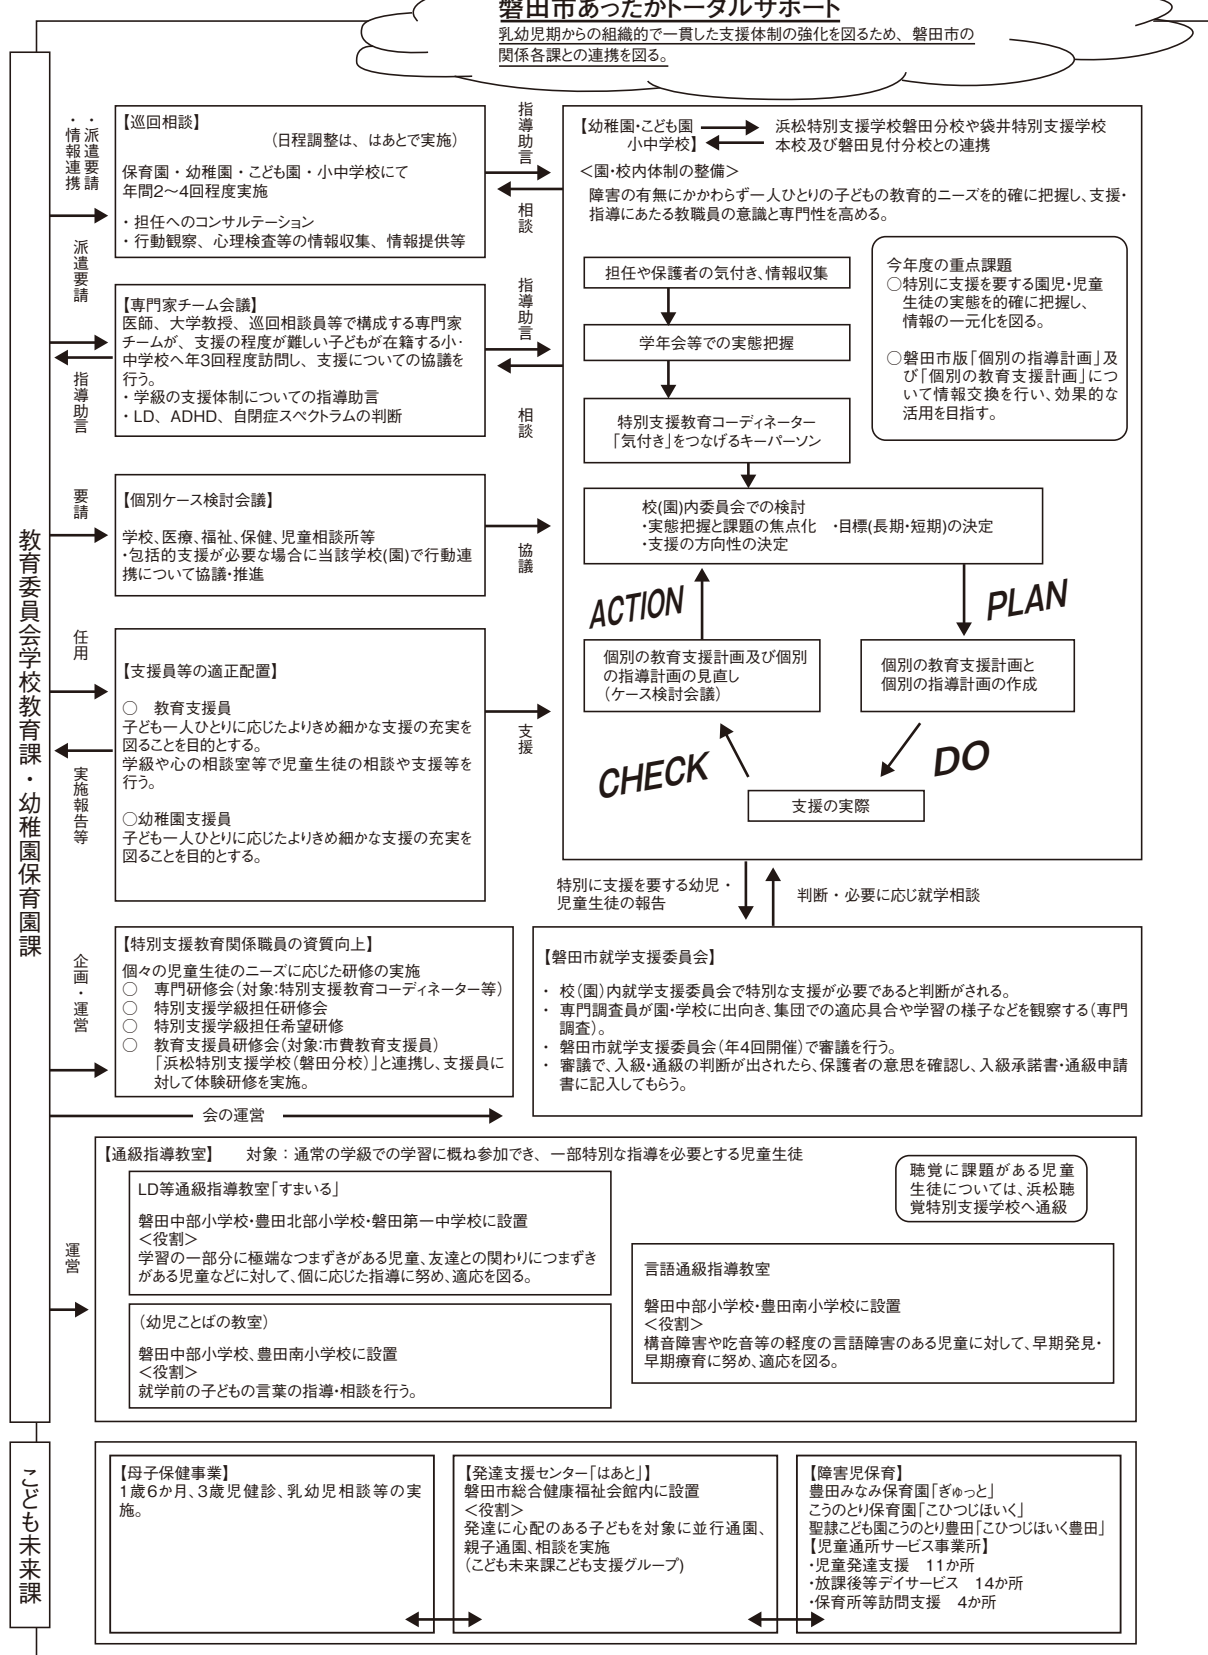 磐田市あったかトータルサポート
乳幼児期からの組織的で一貫した支援体制の強化を図るため、磐田市の
関係各課との連携を図る。
教育委員会学校教育課・幼稚園保育園課
・派遣要請
・情報連携
【巡回相談】
(日程調整は、はあとで実施)
保育園・幼稚園・こども園・小中学校にて
年間2〜4回程度実施
・担任へのコンサルテーション
・行動観察、心理検査等の情報収集、情報提供等
指導助言
相談
派遣要請
指導助言
【専門家チーム会議】
医師、大学教授、巡回相談員等で構成する専門家
チームが、支援の程度が難しい子どもが在籍する小・
中学校へ年3回程度訪問し、支援についての協議を
行う。
・学級の支援体制についての指導助言
・LD、ADHD、自閉症スペクトラムの判断
指導助言
相談
要請
【個別ケース検討会議】
学校、医療、福祉、保健、児童相談所等
・包括的支援が必要な場合に当該学校(園)で行動連
携について協議・推進
協議
任用
実施報告等
【支援員等の適正配置】
○　教育支援員
子ども一人ひとりに応じたよりきめ細かな支援の充実を
図ることを目的とする。
学級や心の相談室等で児童生徒の相談や支援等を
行う。
○幼稚園支援員
子ども一人ひとりに応じたよりきめ細かな支援の充実を
図ることを目的とする。
支援
【幼稚園・こども園
小中学校】
浜松特別支援学校磐田分校や袋井特別支援学校
本校及び磐田見付分校との連携
＜園・校内体制の整備＞
障害の有無にかかわらず一人ひとりの子どもの教育的ニーズを的確に把握し、支援・
指導にあたる教職員の意識と専門性を高める。
担任や保護者の気付き、情報収集
学年会等での実態把握
特別支援教育コーディネーター
「気付き」をつなげるキーパーソン
今年度の重点課題
○特別に支援を要する園児・児童
生徒の実態を的確に把握し、
情報の一元化を図る。
○磐田市版「個別の指導計画」及
び「個別の教育支援計画」につ
いて情報交換を行い、効果的な
活用を目指す。
校(園)内委員会での検討
・実態把握と課題の焦点化　・目標(長期・短期)の決定
・支援の方向性の決定
ACTION
PLAN
個別の教育支援計画及び個別
の指導計画の見直し
(ケース検討会議)
個別の教育支援計画と
個別の指導計画の作成
CHECK
DO
支援の実際
特別に支援を要する幼児・
児童生徒の報告
判断・必要に応じ就学相談
企画・運営
【特別支援教育関係職員の資質向上】
個々の児童生徒のニーズに応じた研修の実施
○　専門研修会(対象:特別支援教育コーディネーター等)
○　特別支援学級担任研修会
○　特別支援学級担任希望研修
○　教育支援員研修会(対象:市費教育支援員)
「浜松特別支援学校(磐田分校)」と連携し、支援員に
対して体験研修を実施。
【磐田市就学支援委員会】
・ 校(園)内就学支援委員会で特別な支援が必要であると判断がされる。
・ 専門調査員が園・学校に出向き、集団での適応具合や学習の様子などを観察する(専門
調査)。
・ 磐田市就学支援委員会(年4回開催)で審議を行う。
・ 審議で、入級・通級の判断が出されたら、保護者の意思を確認し、入級承諾書・通級申請
書に記入してもらう。
会の運営
運営
【通級指導教室】　対象：通常の学級での学習に概ね参加でき、一部特別な指導を必要とする児童生徒
聴覚に課題がある児童
生徒については、浜松聴
覚特別支援学校へ通級
LD等通級指導教室「すまいる」
磐田中部小学校・豊田北部小学校・磐田第一中学校に設置
＜役割＞
学習の一部分に極端なつまずきがある児童、友達との関わりにつまずき
がある児童などに対して、個に応じた指導に努め、適応を図る。
(幼児ことばの教室)
磐田中部小学校、豊田南小学校に設置
＜役割＞
就学前の子どもの言葉の指導・相談を行う。
言語通級指導教室
磐田中部小学校・豊田南小学校に設置
＜役割＞
構音障害や吃音等の軽度の言語障害のある児童に対して、早期発見・
早期療育に努め、適応を図る。
こども未来課
【母子保健事業】
1歳6か月、3歳児健診、乳幼児相談等の実
施。
【発達支援センター「はあと」】
磐田市総合健康福祉会館内に設置
＜役割＞
発達に心配のある子どもを対象に並行通園、
親子通園、相談を実施
(こども未来課こども支援グループ)
【障害児保育】
豊田みなみ保育園「ぎゅっと」
こうのとり保育園「こひつじほいく」
聖隷こども園こうのとり豊田「こひつじほいく豊田」
【児童通所サービス事業所】
・児童発達支援　11か所
・放課後等デイサービス　14か所
・保育所等訪問支援　4か所